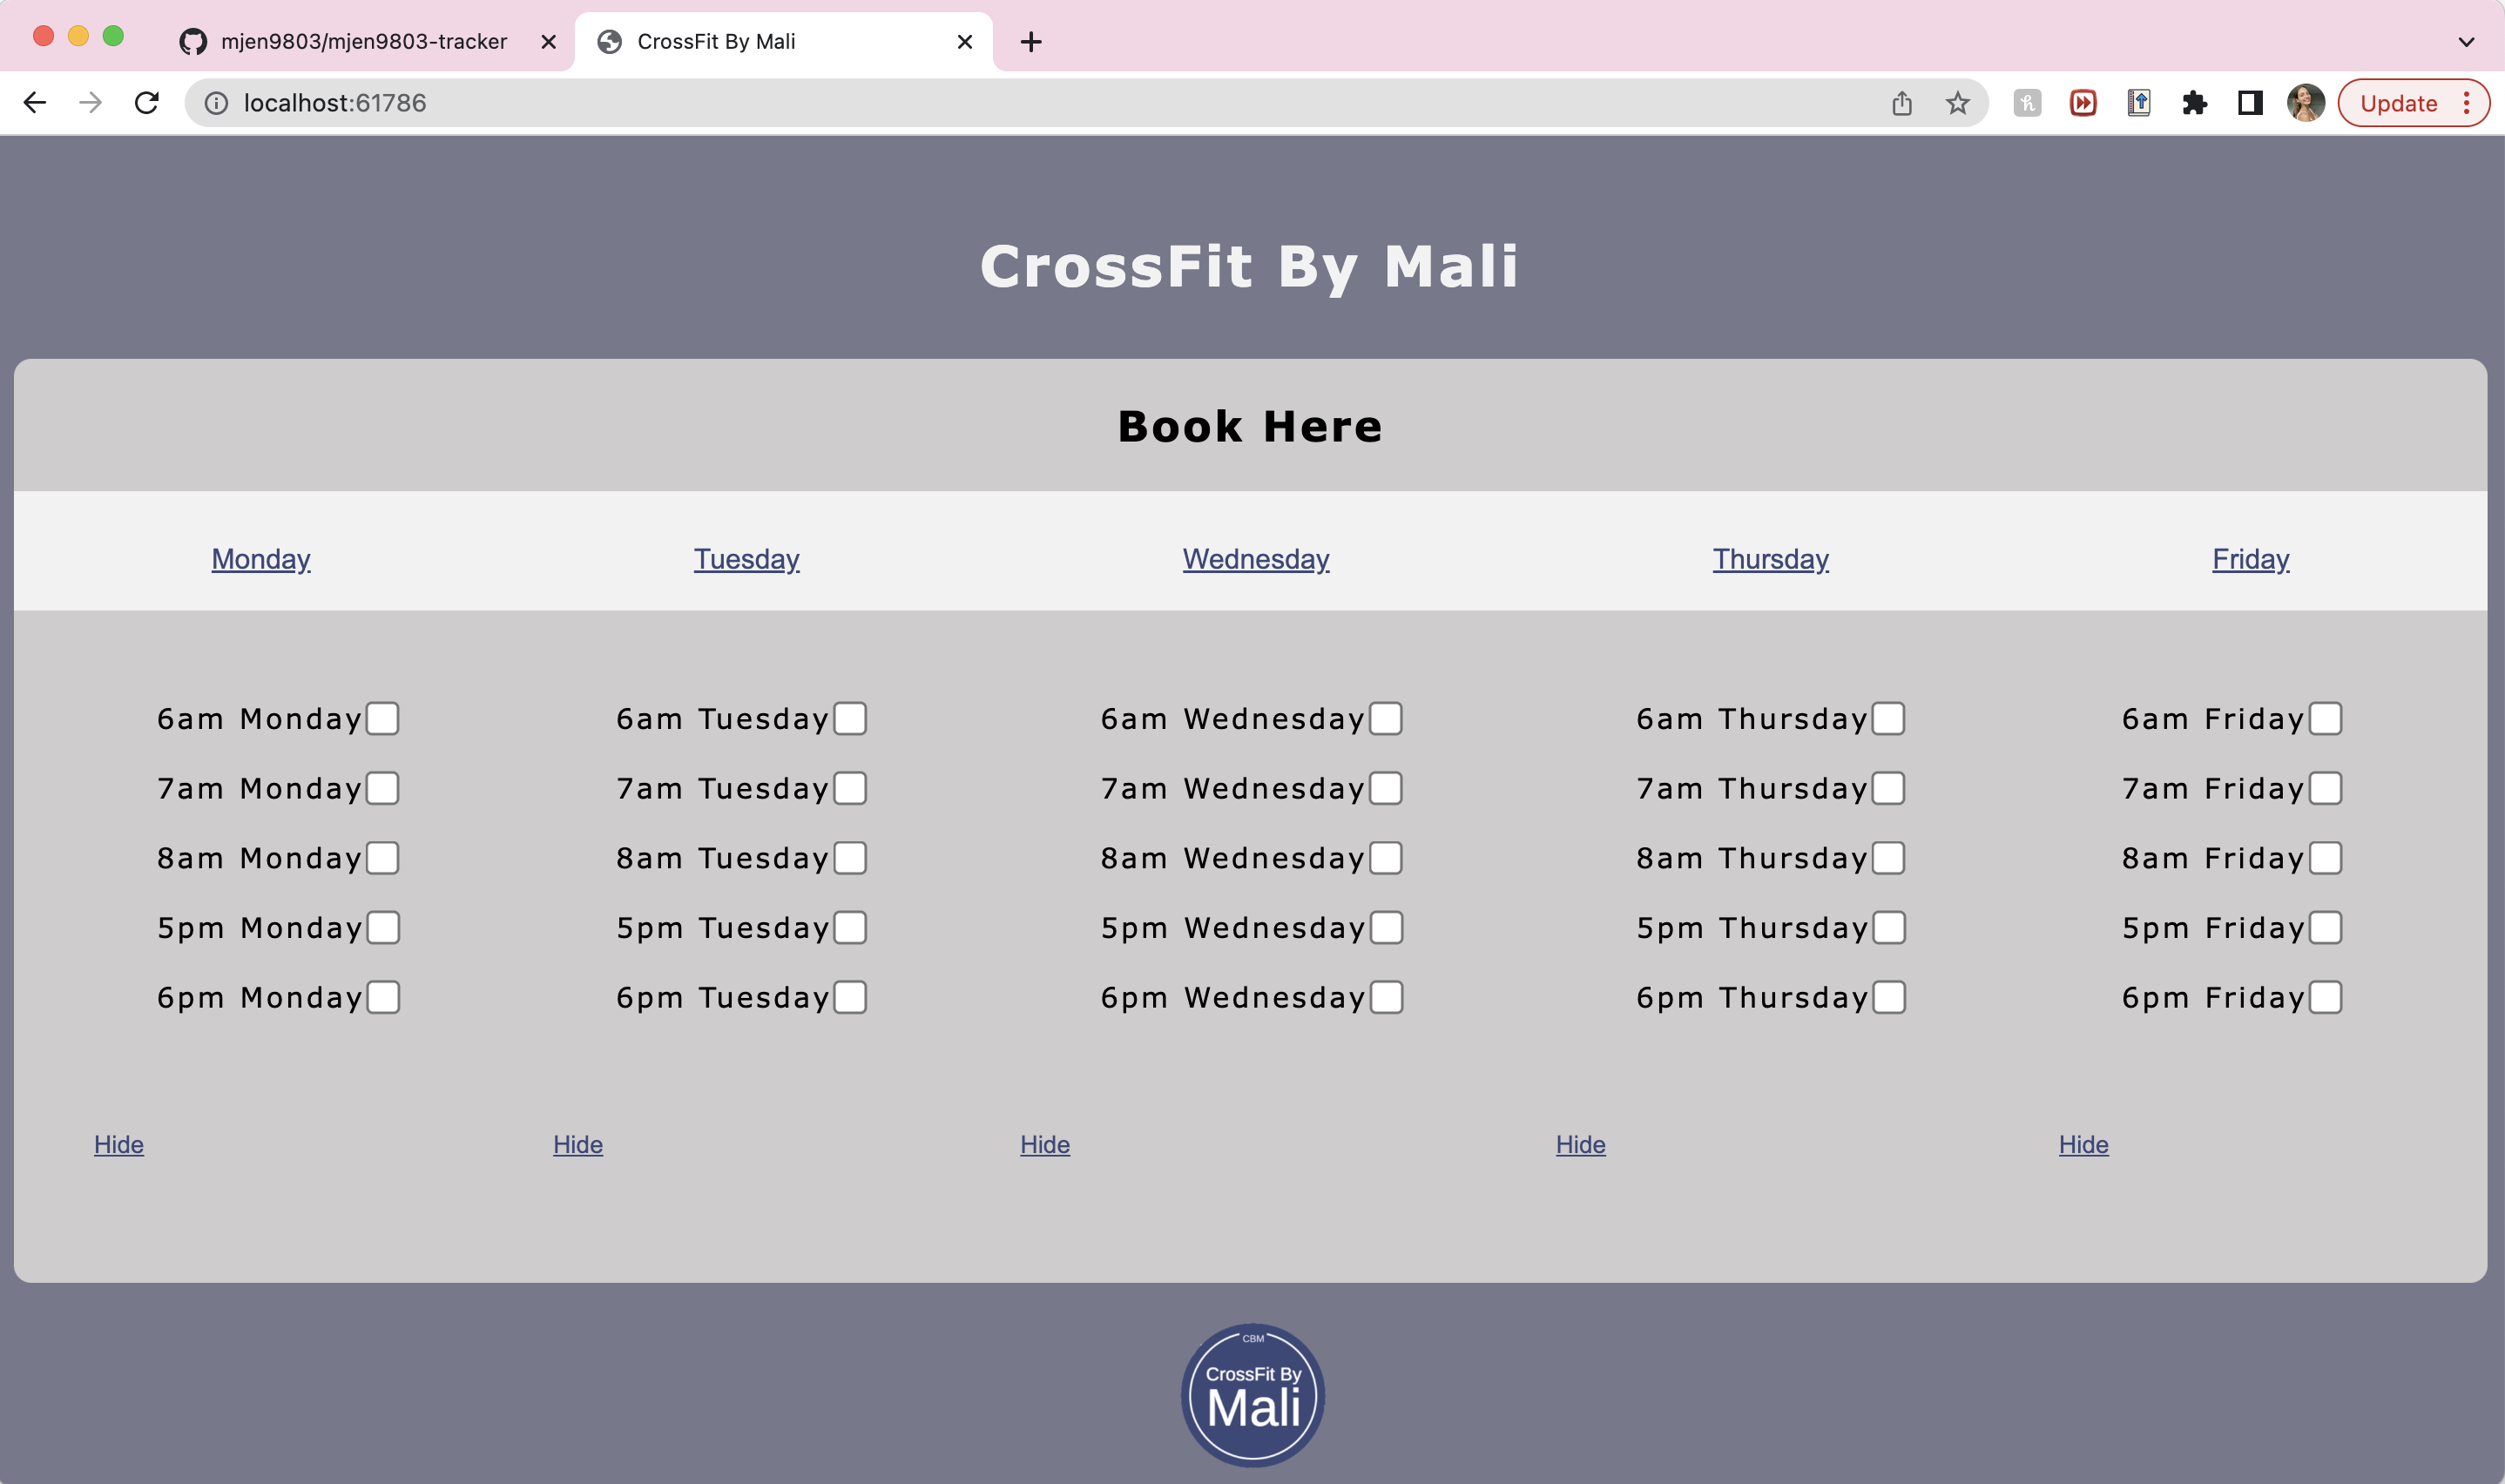 mjen9803/mjen9803-tracker
CrossFit By Mali
localhost:61786
Update
CrossFit By Mali
Book Here
Monday Tuesday Wednesday Thursday Friday
6am Monday 6am Tuesday 6am Wednesday 6am Thursday 6am Friday
7am Monday 7am Tuesday 7am Wednesday 7am Thursday 7am Friday
8am Monday 8am Tuesday 8am Wednesday 8am Thursday 8am Friday
5pm Monday 5pm Tuesday 5pm Wednesday 5pm Thursday 5pm Friday
6pm Monday 6pm Tuesday 6pm Wednesday 6pm Thursday 6pm Friday
Hide Hide Hide Hide Hide
CBM
CrossFit By
Mali